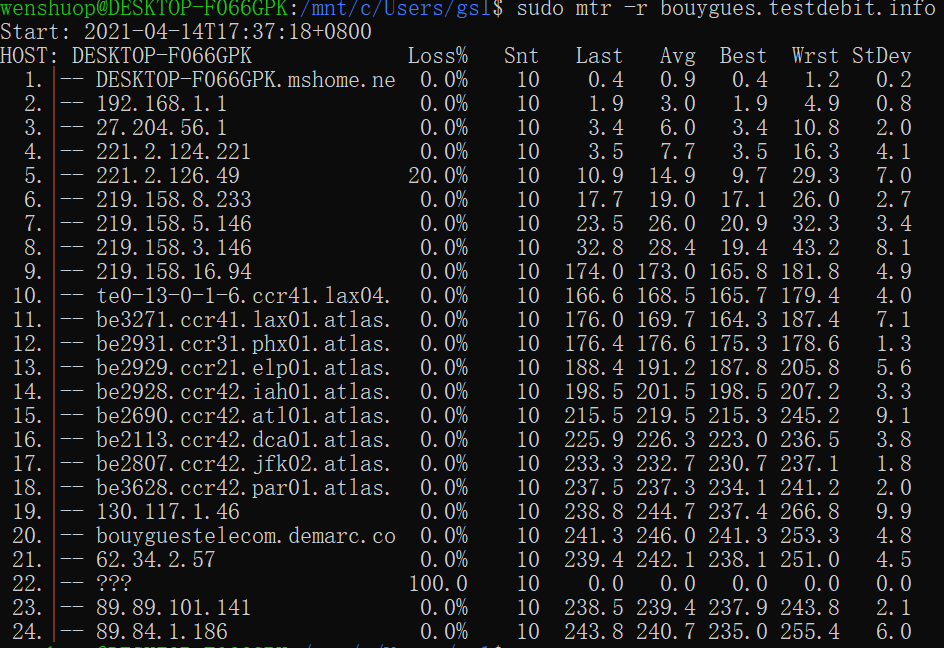 wenshuop@DESKTOP-F066GPK:/mnt/c/Users/gsl$ sudo mtr -r bouygues.testdebit.info
Start: 2021-04-14T17:37:18+0800
HOST: DESKTOP-F066GPK Loss% Snt Last Avg Best Wrst StDev
1. |-- DESKTOP-F066GPK.mshome.ne 0.0% 10 0.4 0.9 0.4 1.2 0.2
2. |-- 192.168.1.1 0.0% 10 1.9 3.0 1.9 4.9 0.8
3. |-- 27.204.56.1 0.0% 10 3.4 6.0 3.4 10.8 2.0
4. |-- 221.2.124.221 0.0% 10 3.5 7.7 3.5 16.3 4.1
5. |-- 221.2.126.49 20.0% 10 10.9 14.9 9.7 29.3 7.0
6. |-- 219.158.8.233 0.0% 10 17.7 19.0 17.1 26.0 2.7
7. |-- 219.158.5.146 0.0% 10 23.5 26.0 20.9 32.3 3.4
8. |-- 219.158.3.146 0.0% 10 32.8 28.4 19.4 43.2 8.1
9. |-- 219.158.16.94 0.0% 10 174.0 173.0 165.8 181.8 4.9
10. |-- te0-13-0-1-6.ccr41.lax04. 0.0% 10 166.6 168.5 165.7 179.4 4.0
11. |-- be3271.ccr41.lax01.atlas. 0.0% 10 176.0 169.7 164.3 187.4 7.1
12. |-- be2931.ccr31.phx01.atlas. 0.0% 10 176.4 176.6 175.3 178.6 1.3
13. |-- be2929.ccr21.elp01.atlas. 0.0% 10 188.4 191.2 187.8 205.8 5.6
14. |-- be2928.ccr42.iah01.atlas. 0.0% 10 198.5 201.5 198.5 207.2 3.3
15. |-- be2690.ccr42.atl01.atlas. 0.0% 10 215.5 219.5 215.3 245.2 9.1
16. |-- be2113.ccr42.dca01.atlas. 0.0% 10 225.9 226.3 223.0 236.5 3.8
17. |-- be2807.ccr42.jfk02.atlas. 0.0% 10 233.3 232.7 230.7 237.1 1.8
18. |-- be3628.ccr42.par01.atlas. 0.0% 10 237.5 237.3 234.1 241.2 2.0
19. |-- 130.117.1.46 0.0% 10 238.8 244.7 237.4 266.8 9.9
20. |-- bouyguestelecom.demarc.co 0.0% 10 241.3 246.0 241.3 253.3 4.8
21. |-- 62.34.2.57 0.0% 10 239.4 242.1 238.1 251.0 4.5
22. |-- ??? 100.0 10 0.0 0.0 0.0 0.0 0.0
23. |-- 89.89.101.141 0.0% 10 238.5 239.4 237.9 243.8 2.1
24. |-- 89.84.1.186 0.0% 10 243.8 240.7 235.0 255.4 6.0